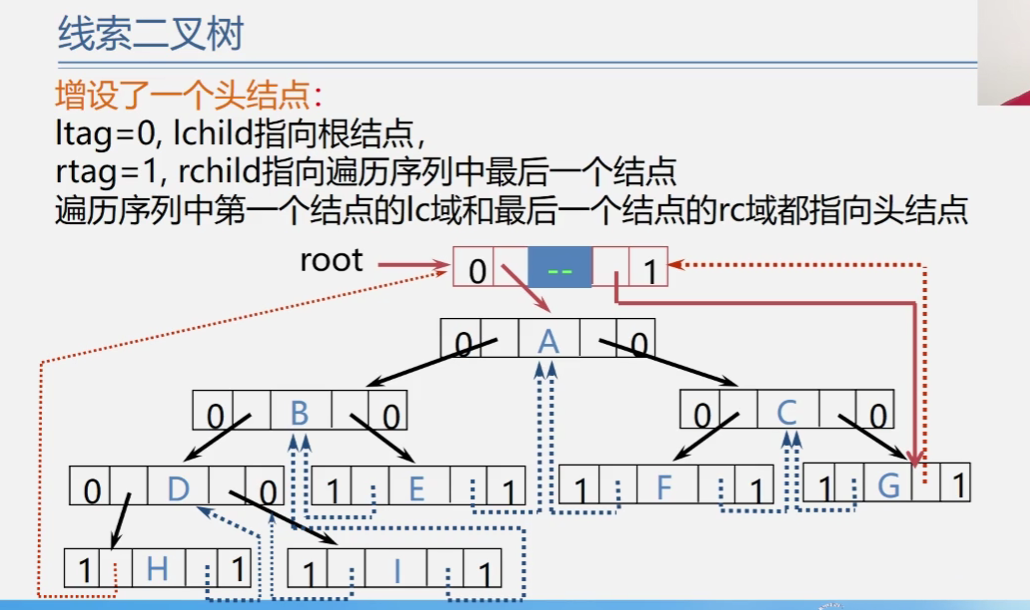 线索二叉树
增设了一个头结点：
ltag=0, lchild指向根结点，
rtag=1, rchild指向遍历序列中最后一个结点
遍历序列中第一个结点的lc域和最后一个结点的rc域都指向头结点
root 0 -- 1
0 A 0
0 B 0 0 C 0
0 D 0 1 E 1 1 F 1 1 G 1
1 H 1 1 I 1